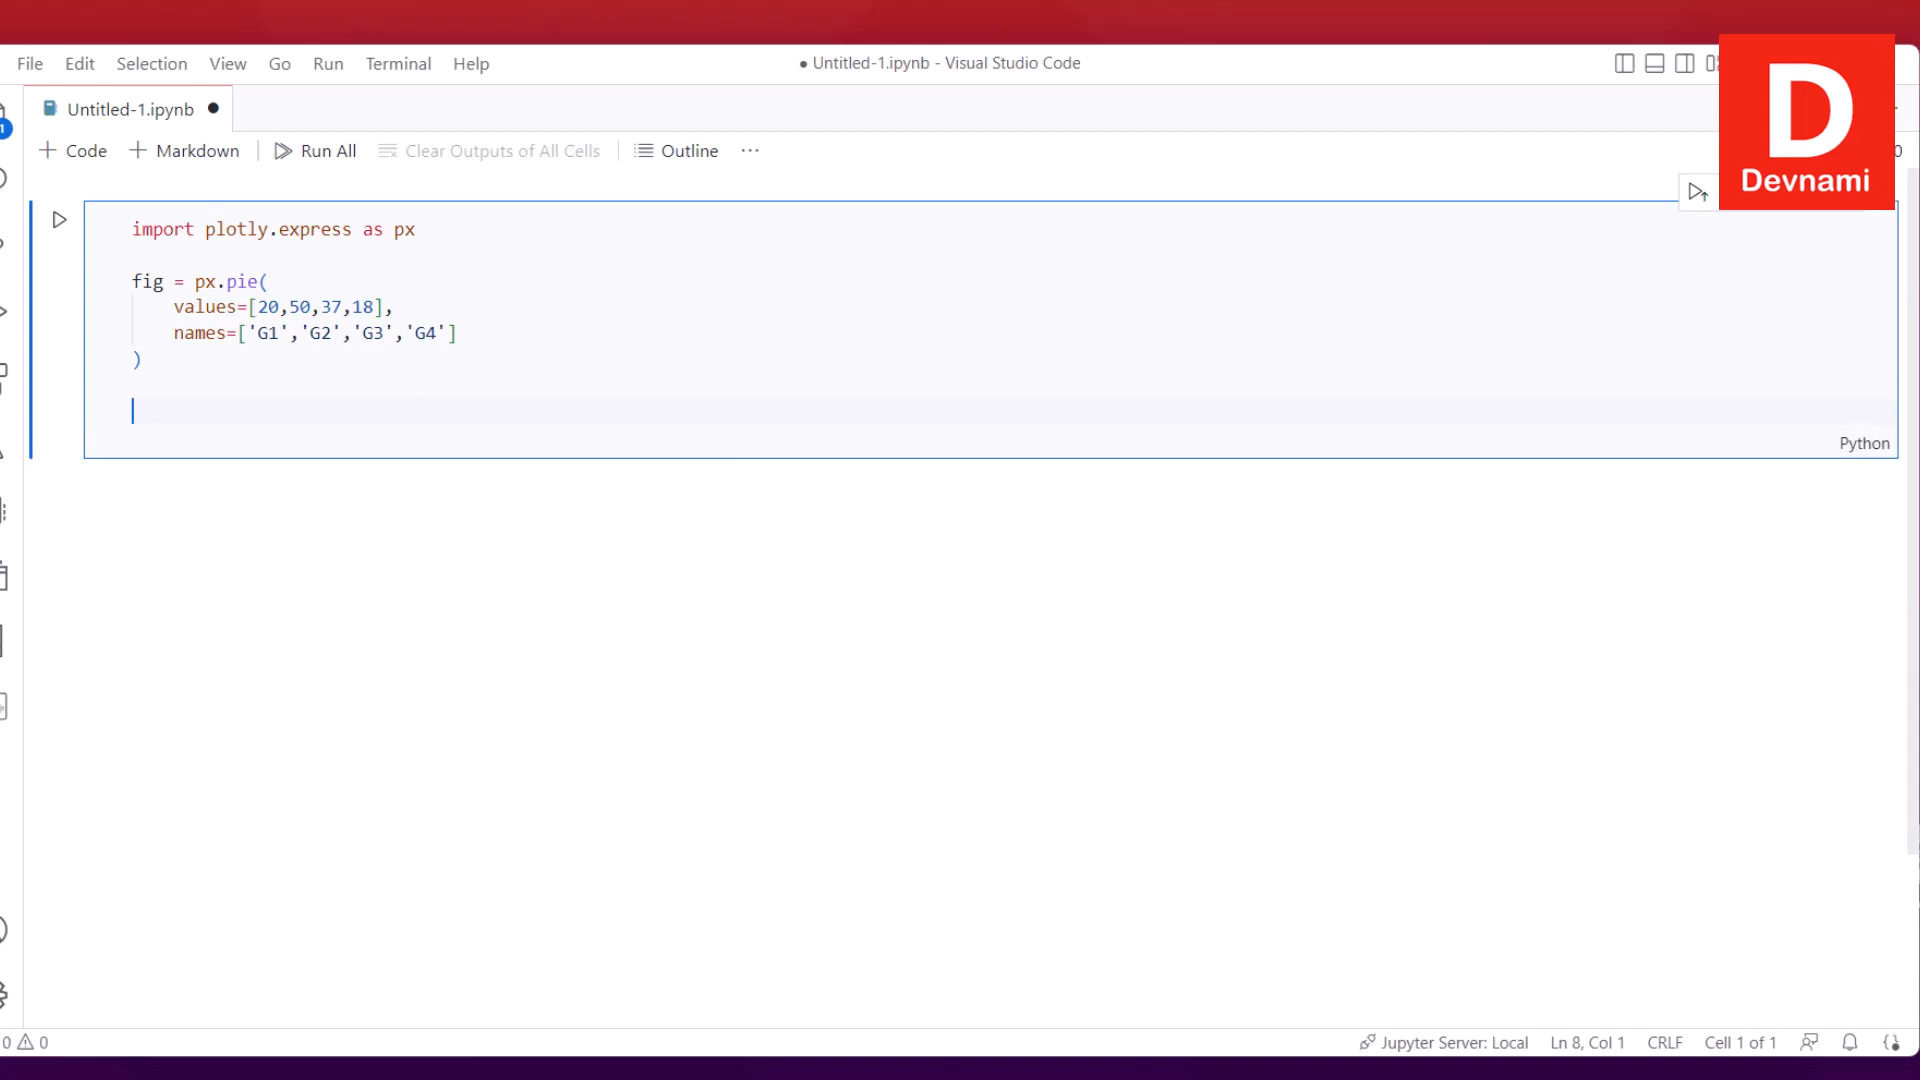 File Edit Selection View Go Run Terminal Help
● Untitled-1.ipynb - Visual Studio Code
D
Devnami
Untitled-1.ipynb ●
1
+ Code + Markdown Run All Clear Outputs of All Cells Outline ···
0
import plotly.express as px
fig = px.pie(
values=[20,50,37,18],
names=['G1','G2','G3','G4']
)
Python
0 0 Jupyter Server: Local Ln 8, Col 1 CRLF Cell 1 of 1